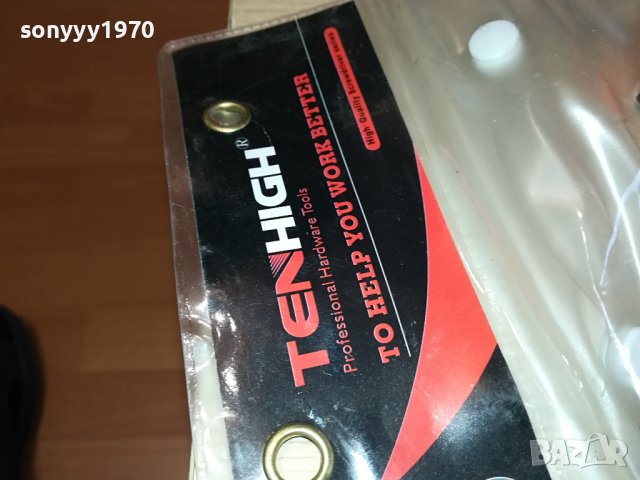 sonyyy1970
TENHIGH®
Professional Hardware Tools
TO HELP YOU WORK BETTER
High Quality Screwdriver series
BAZAR